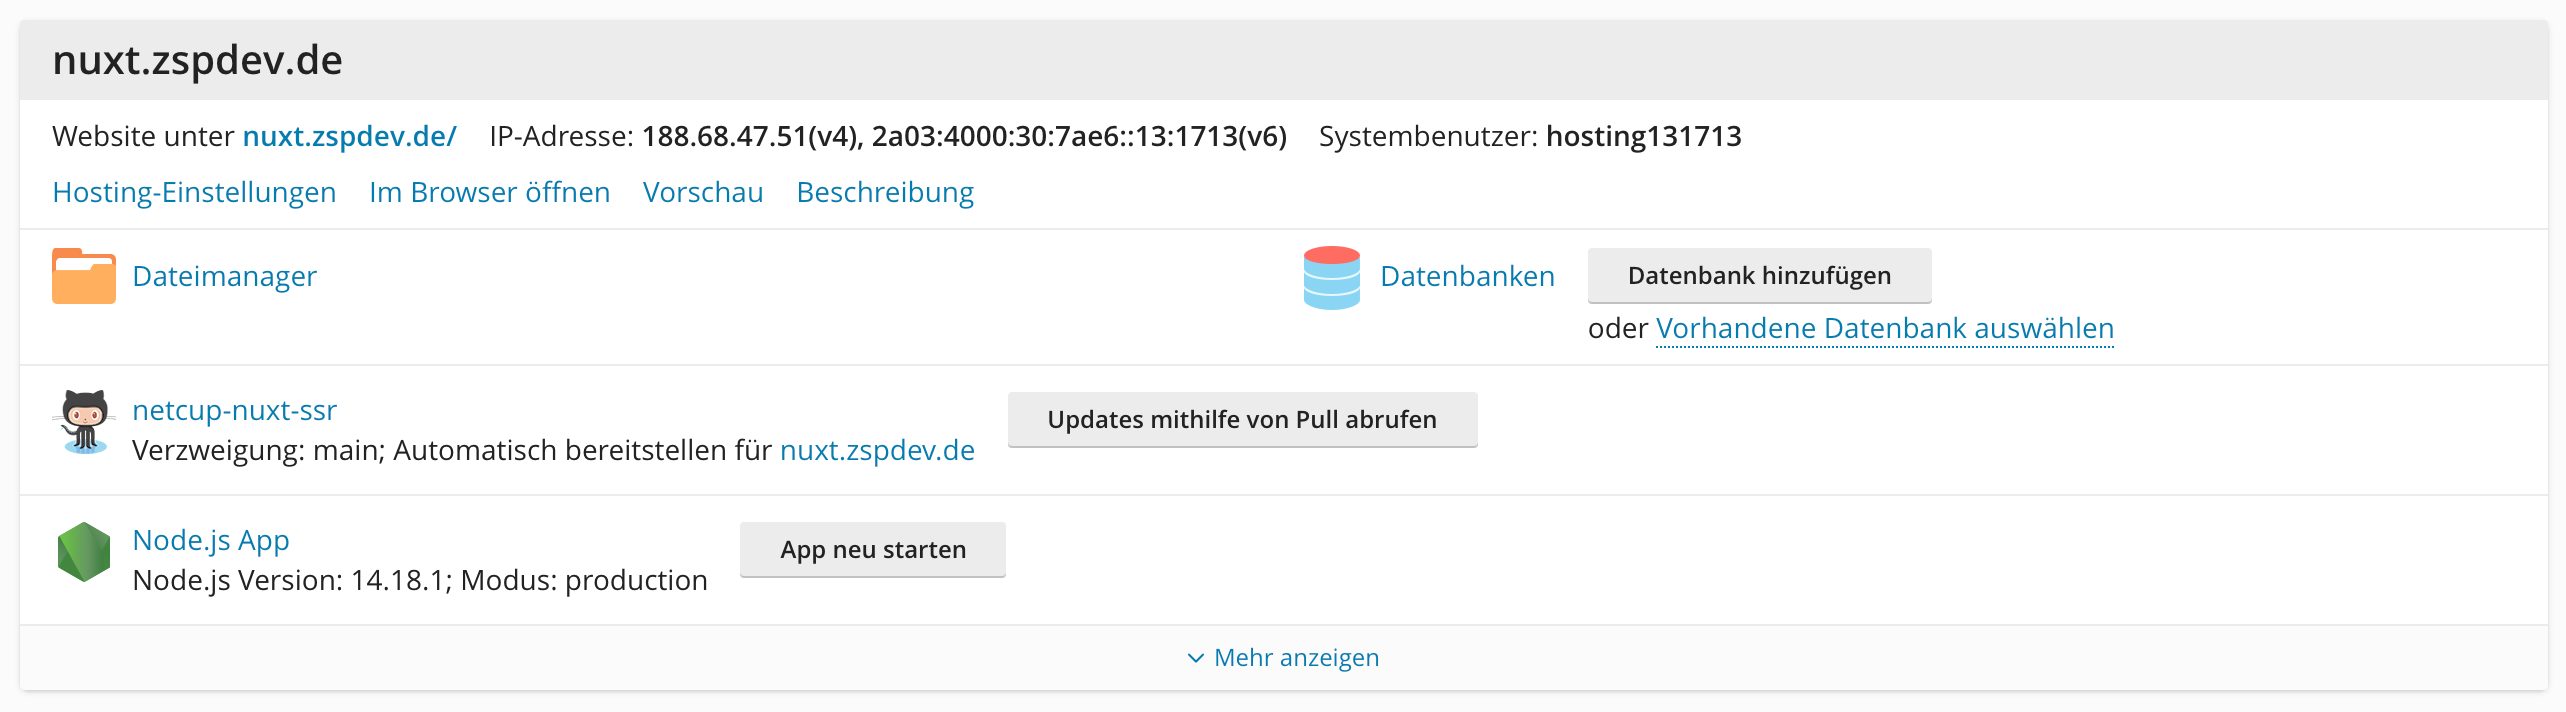 nuxt.zspdev.de
Website unter nuxt.zspdev.de/ IP-Adresse: 188.68.47.51(v4), 2a03:4000:30:7ae6::13:1713(v6) Systembenutzer: hosting131713
Hosting-Einstellungen Im Browser öffnen Vorschau Beschreibung
Dateimanager
Datenbanken Datenbank hinzufügen
oder Vorhandene Datenbank auswählen
netcup-nuxt-ssr
Verzweigung: main; Automatisch bereitstellen für nuxt.zspdev.de
Updates mithilfe von Pull abrufen
Node.js App
Node.js Version: 14.18.1; Modus: production
App neu starten
Mehr anzeigen